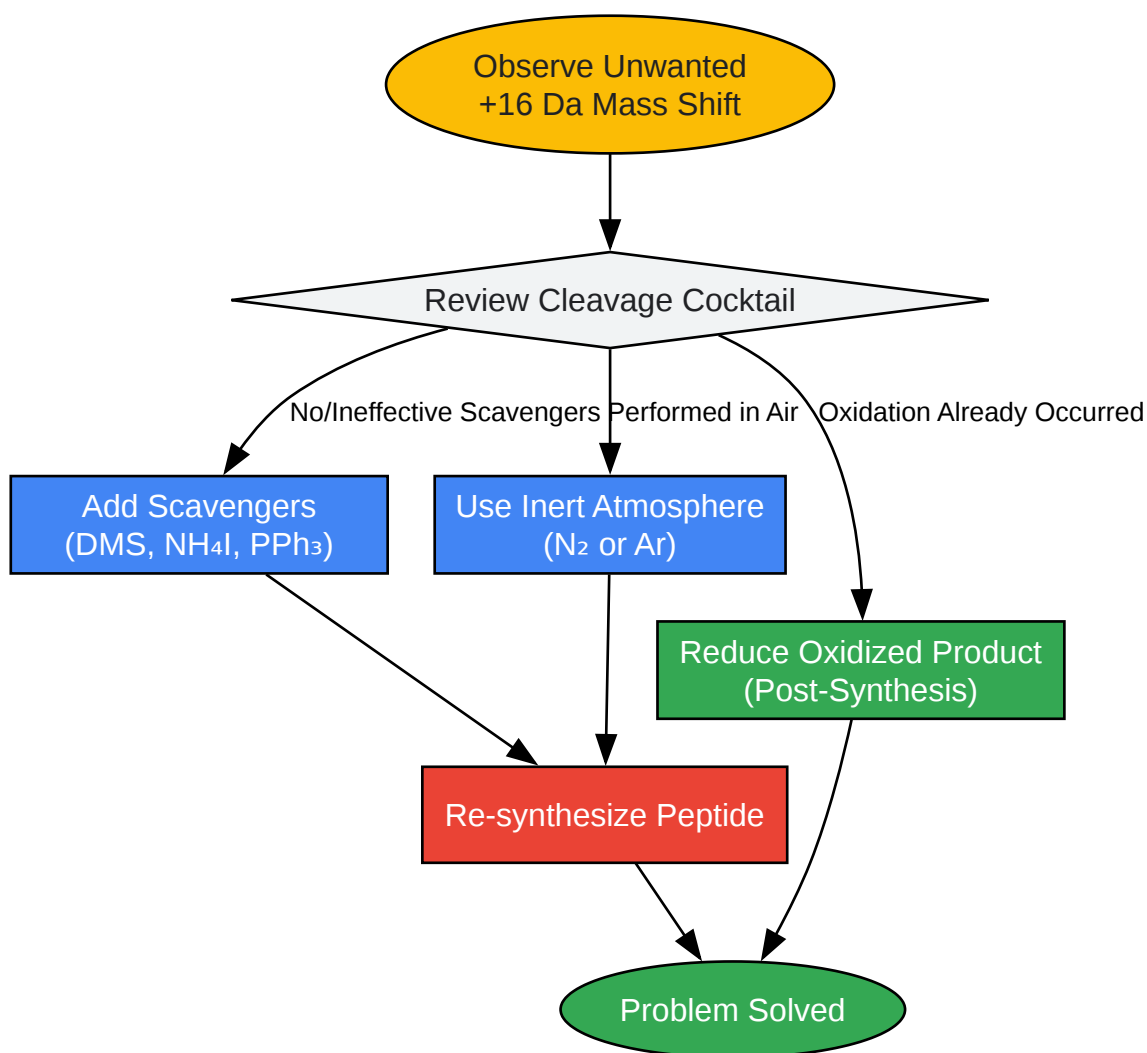 Observe Unwanted
+16 Da Mass Shift
Review Cleavage Cocktail
No/Ineffective Scavengers
Performed in Air
Oxidation Already Occurred
Add Scavengers
(DMS, NH₄I, PPh₃)
Use Inert Atmosphere
(N₂ or Ar)
Reduce Oxidized Product
(Post-Synthesis)
Re-synthesize Peptide
Problem Solved